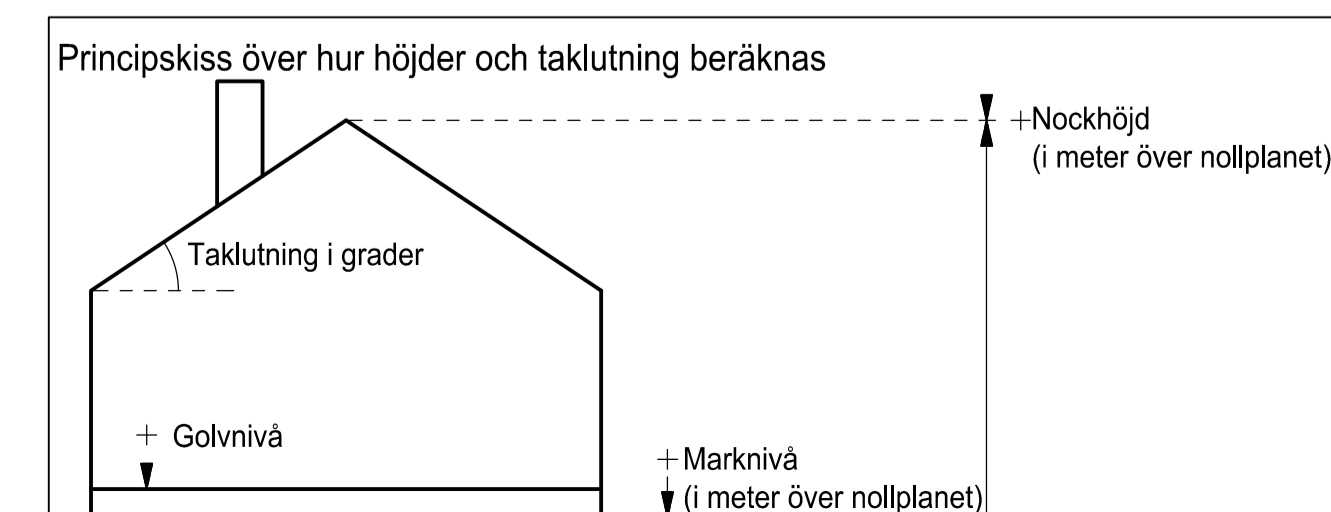 Principskiss över hur höjder och taklutning beräknas
+Nockhöjd
(i meter över nollplanet)
Taklutning i grader
+ Golvnivå
+Marknivå
(i meter över nollplanet)